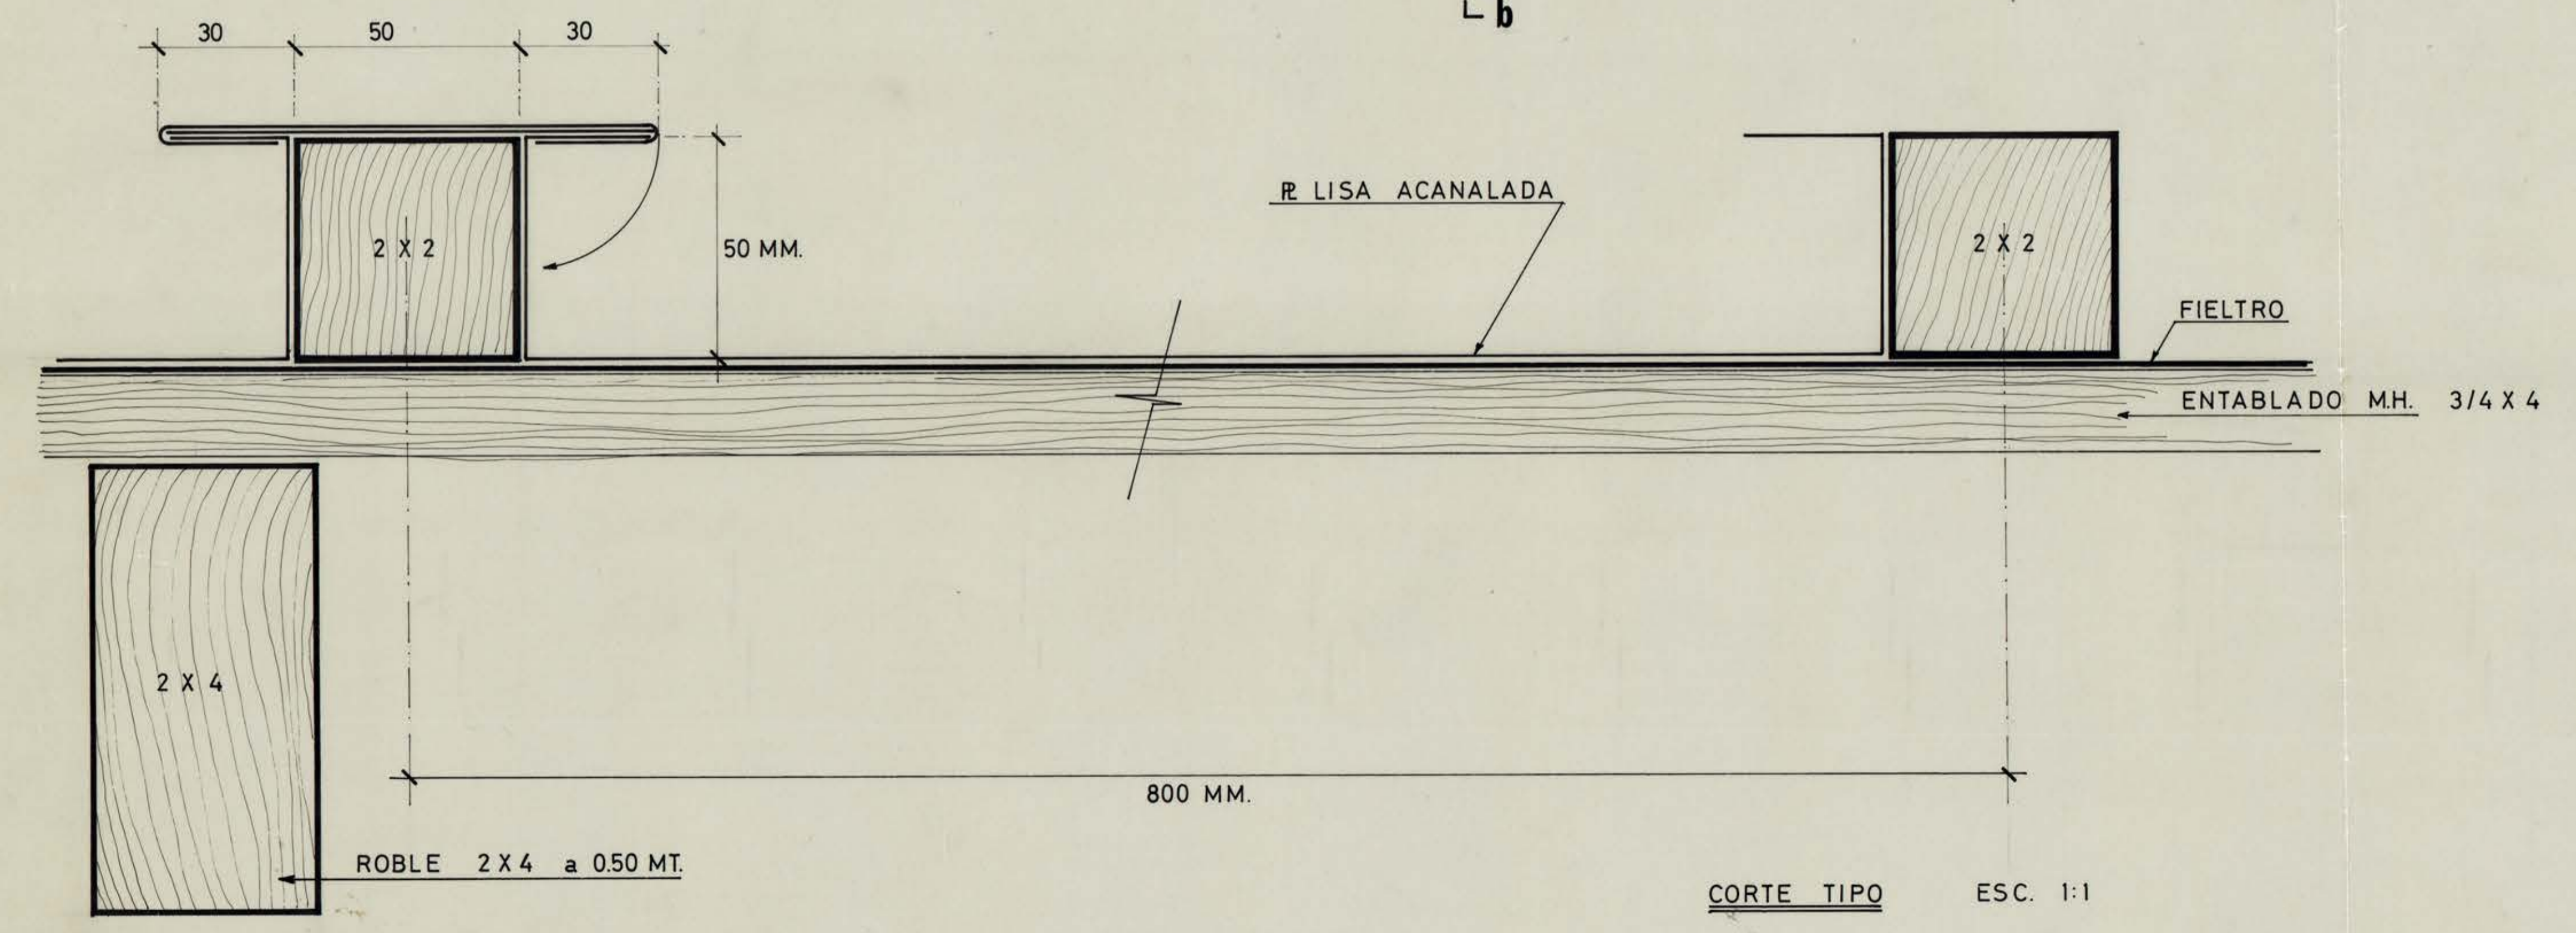 b
30 50 30
PL LISA ACANALADA
2 X 2
50 MM.
2 X 2
FIELTRO
ENTABLADO M.H. 3/4 X 4
2 X 4
800 MM.
ROBLE 2 X 4 a 0.50 MT.
CORTE TIPO ESC. 1:1